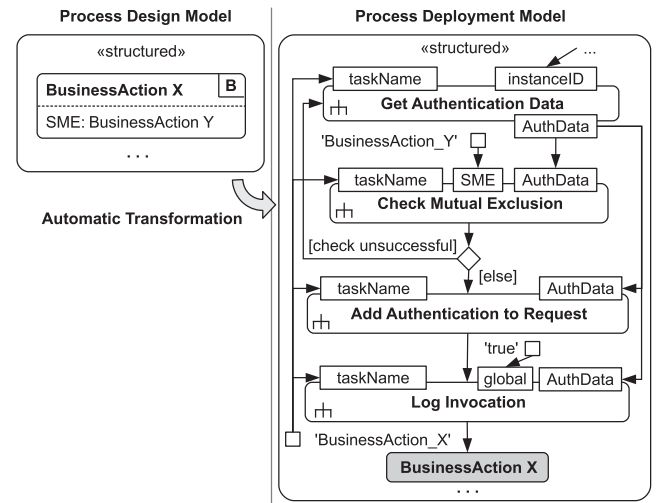 Process Design Model
«structured»
BusinessAction X
B
SME: BusinessAction Y
. . .
Automatic Transformation
Process Deployment Model
«structured»
...
taskName
instanceID
Get Authentication Data
AuthData
'BusinessAction_Y'
taskName
SME
AuthData
Check Mutual Exclusion
[check unsuccessful]
[else]
taskName
AuthData
Add Authentication to Request
'true'
taskName
global
AuthData
Log Invocation
'BusinessAction_X'
BusinessAction X
. . .